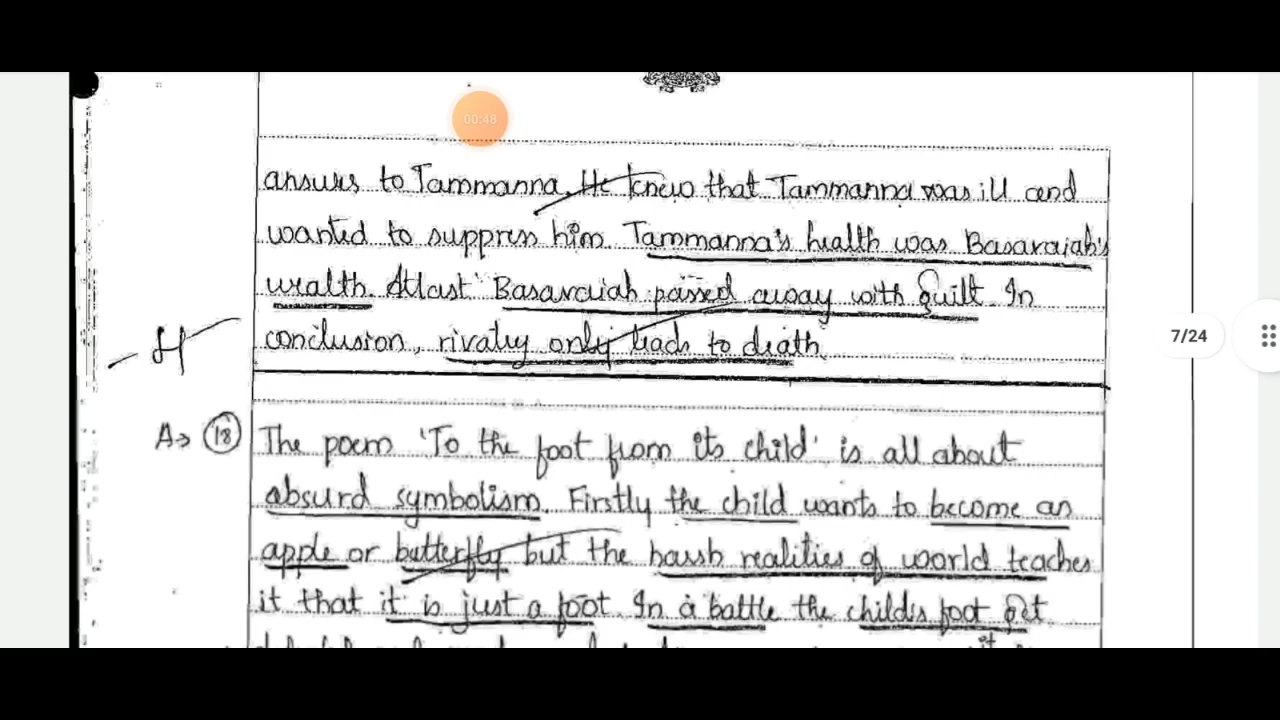 00:48
answers to Tammanna. He knew that Tammanna was ill and
wanted to suppress him. Tammanna's health was Basavaiah's
wealth. Atlast Basavaiah passed away with guilt. In
conclusion, rivalry only leads to death.
7/24
A-> 18 The poem 'To the foot from its child' is all about
absurd symbolism. Firstly the child wants to become an
apple or butterfly but the harsh realities of world teaches
it that it is just a foot. In a battle the child's foot get